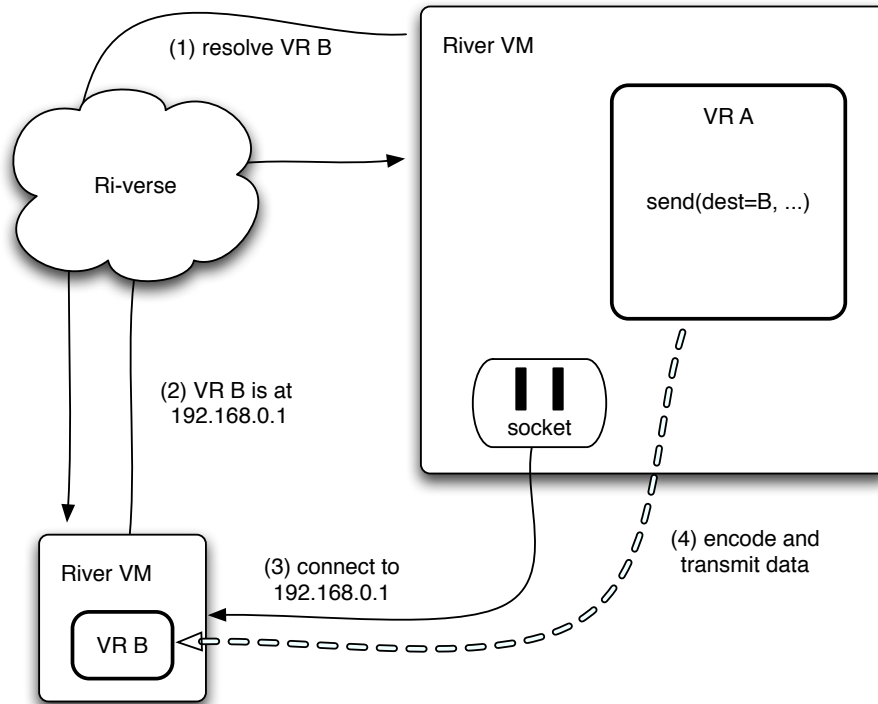 (1) resolve VR B
River VM
VR A
send(dest=B, ...)
Ri-verse
(2) VR B is at
192.168.0.1
socket
(3) connect to
192.168.0.1
(4) encode and
transmit data
River VM
VR B